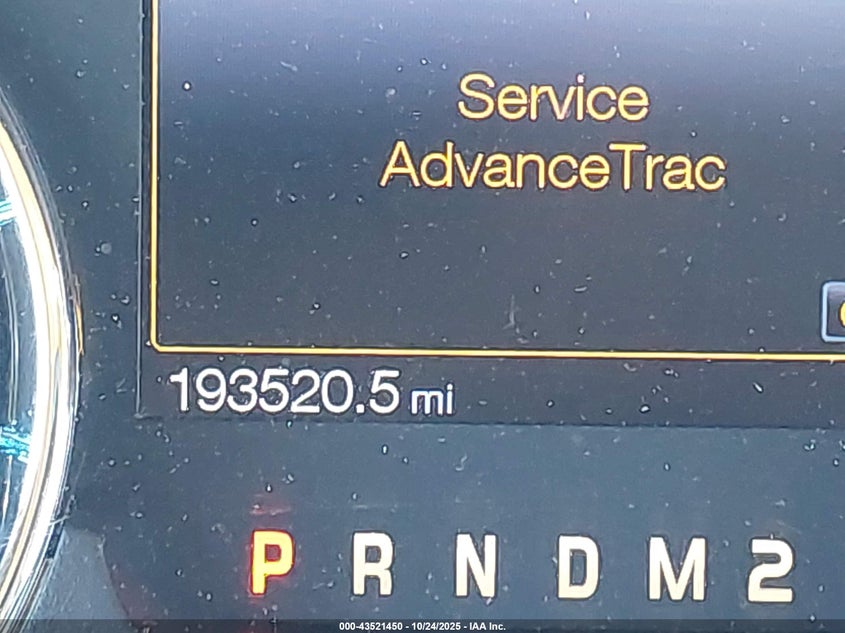 Service
AdvanceTrac
193520.5 mi
P R N D M 2
000-43521450 - 10/24/2025 - IAA Inc.